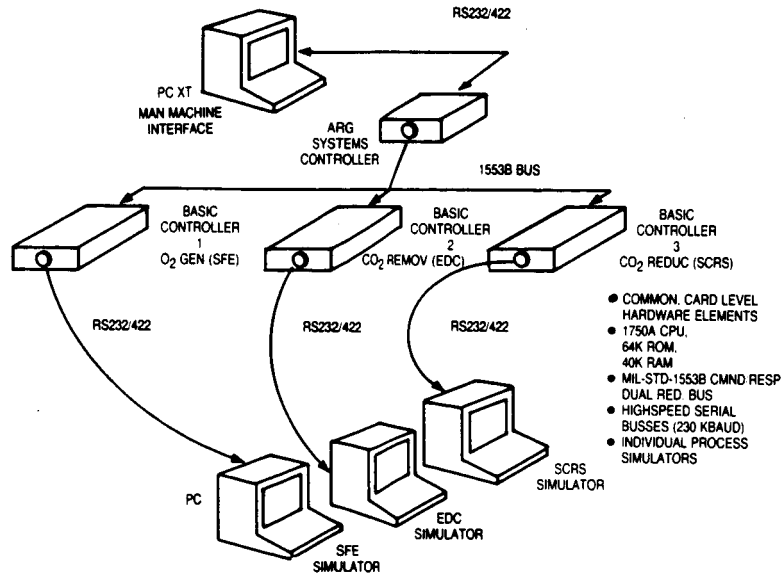 RS232/422
PC XT
MAN MACHINE
INTERFACE
ARG
SYSTEMS
CONTROLLER
1553B BUS
BASIC
CONTROLLER
1
O2 GEN (SFE)
BASIC
CONTROLLER
2
CO2 REMOV (EDC)
BASIC
CONTROLLER
3
CO2 REDUC (SCRS)
RS232/422
RS232/422
RS232/422
● COMMON, CARD LEVEL
HARDWARE ELEMENTS
● 1750A CPU,
64K ROM,
40K RAM
● MIL-STD-1553B CMND RESP
DUAL RED. BUS
● HIGHSPEED SERIAL
BUSSES (230 KBAUD)
● INDIVIDUAL PROCESS
SIMULATORS
PC
SFE
SIMULATOR
EDC
SIMULATOR
SCRS
SIMULATOR